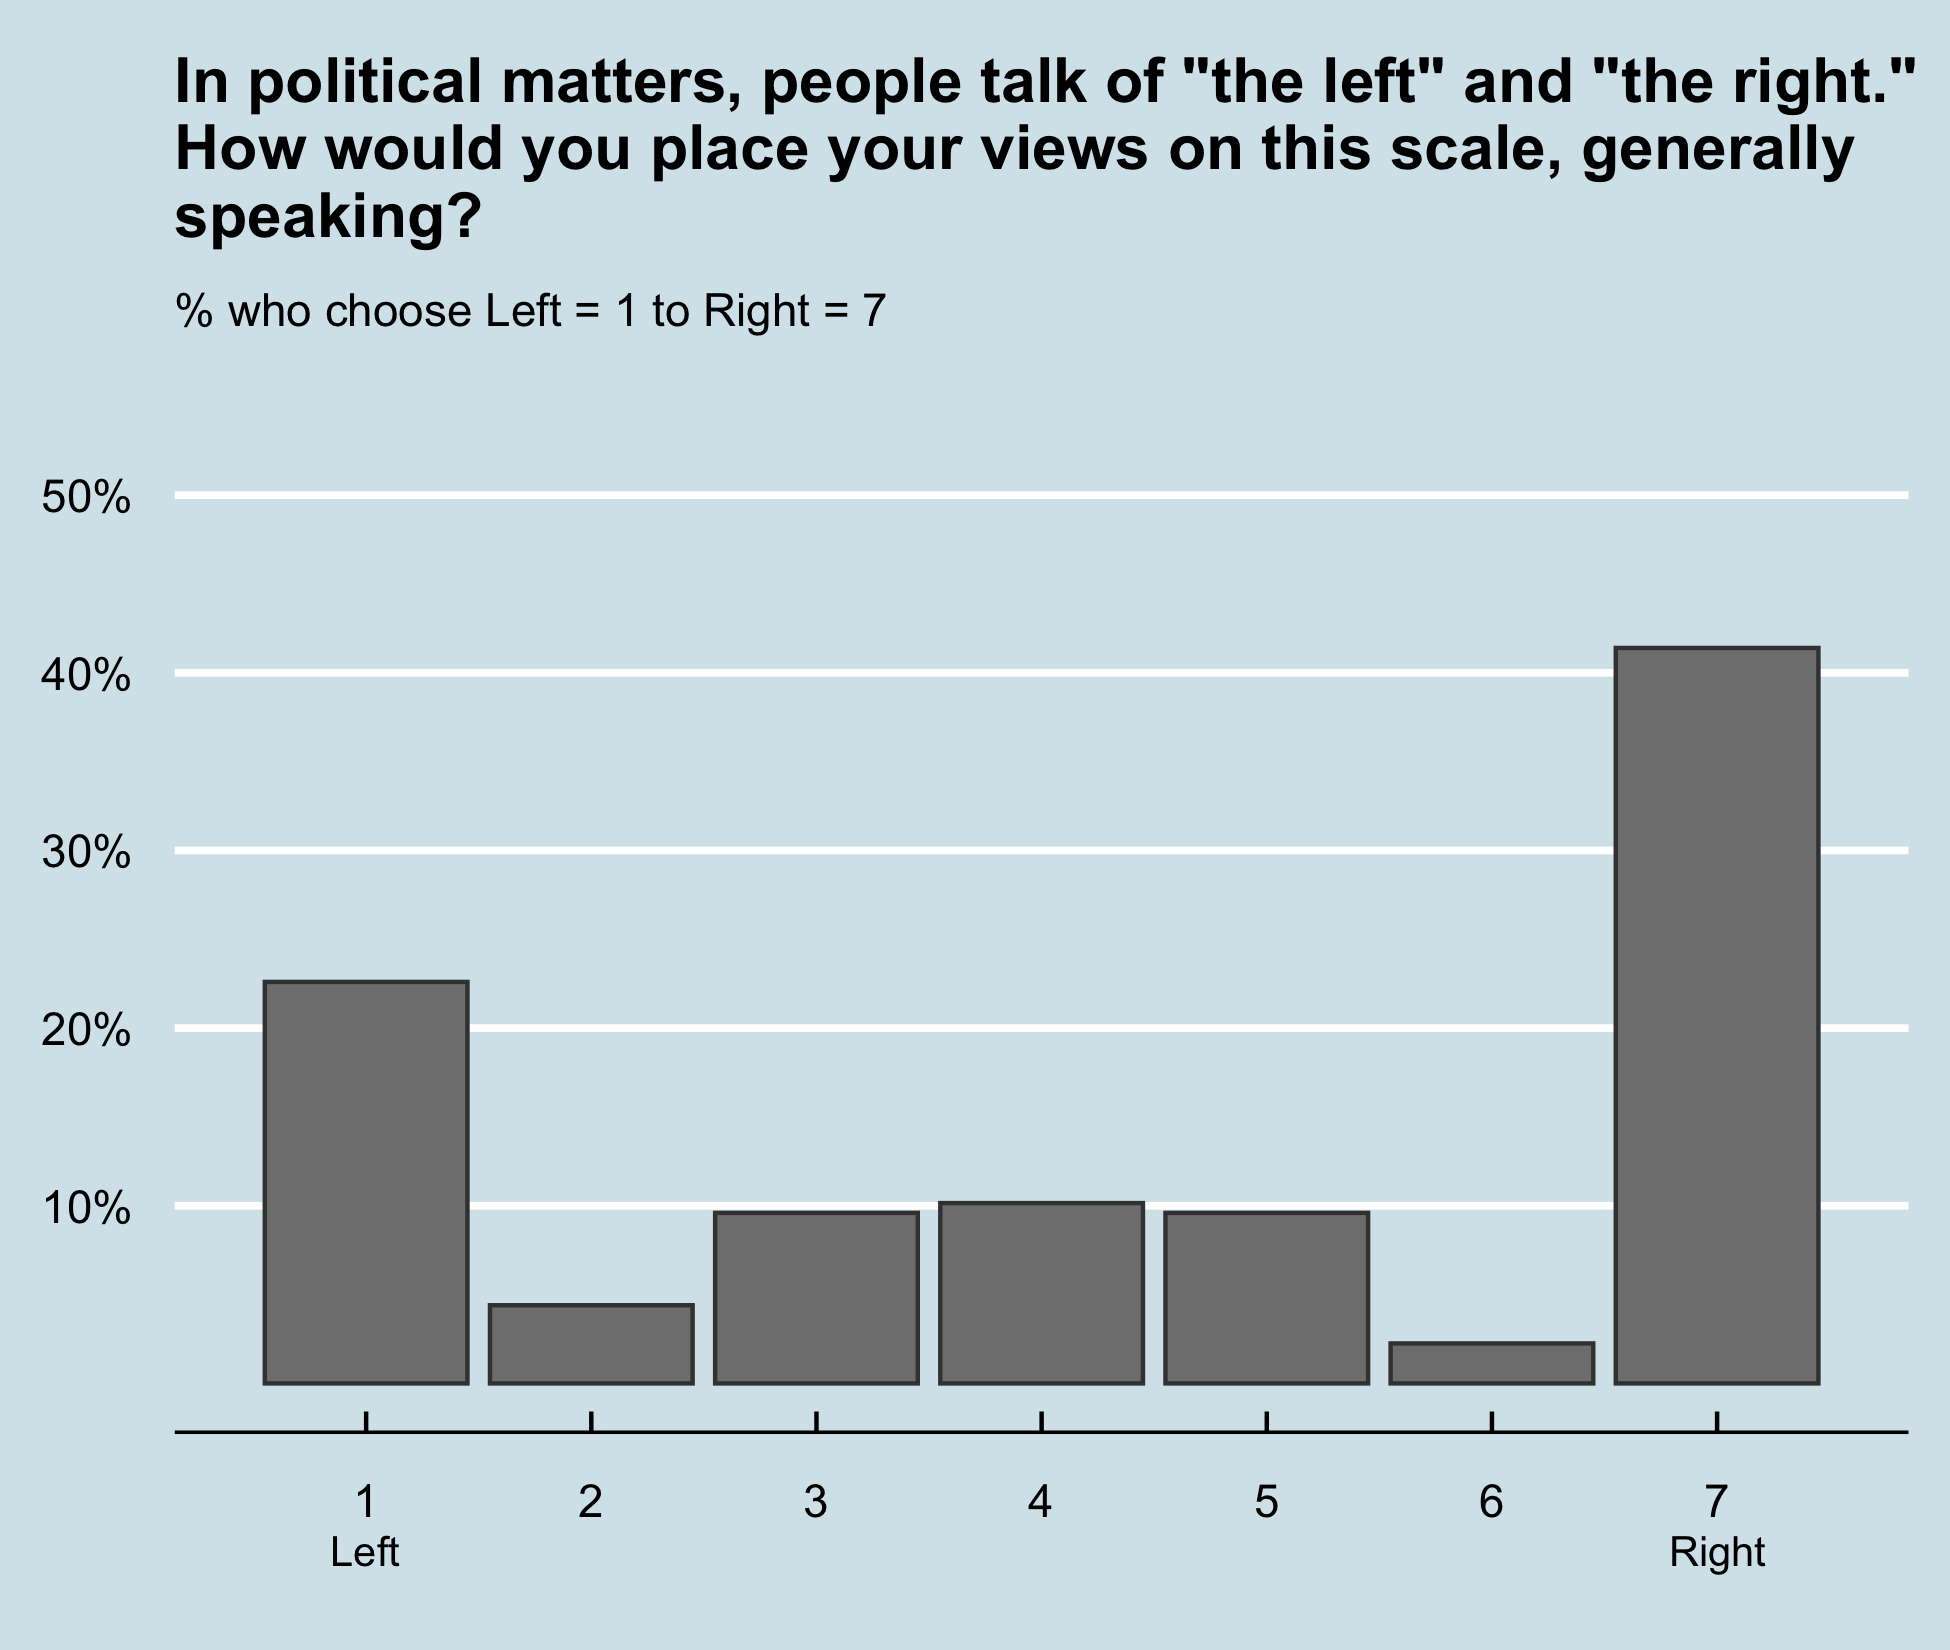 In political matters, people talk of "the left" and "the right."
How would you place your views on this scale, generally
speaking?
% who choose Left = 1 to Right = 7
50%
40%
30%
20%
10%
1 2 3 4 5 6 7
Left Right